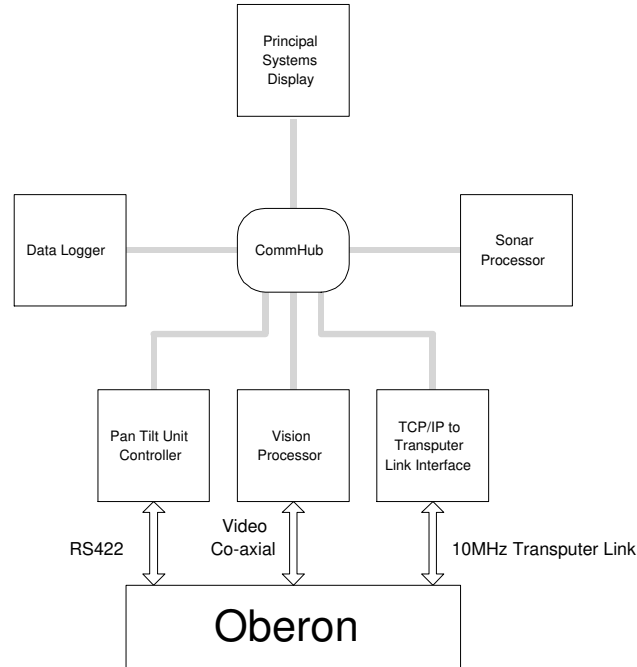 Principal
Systems
Display
Data Logger
CommHub
Sonar
Processor
Pan Tilt Unit
Controller
Vision
Processor
TCP/IP to
Transputer
Link Interface
RS422
Video
Co-axial
10MHz Transputer Link
Oberon